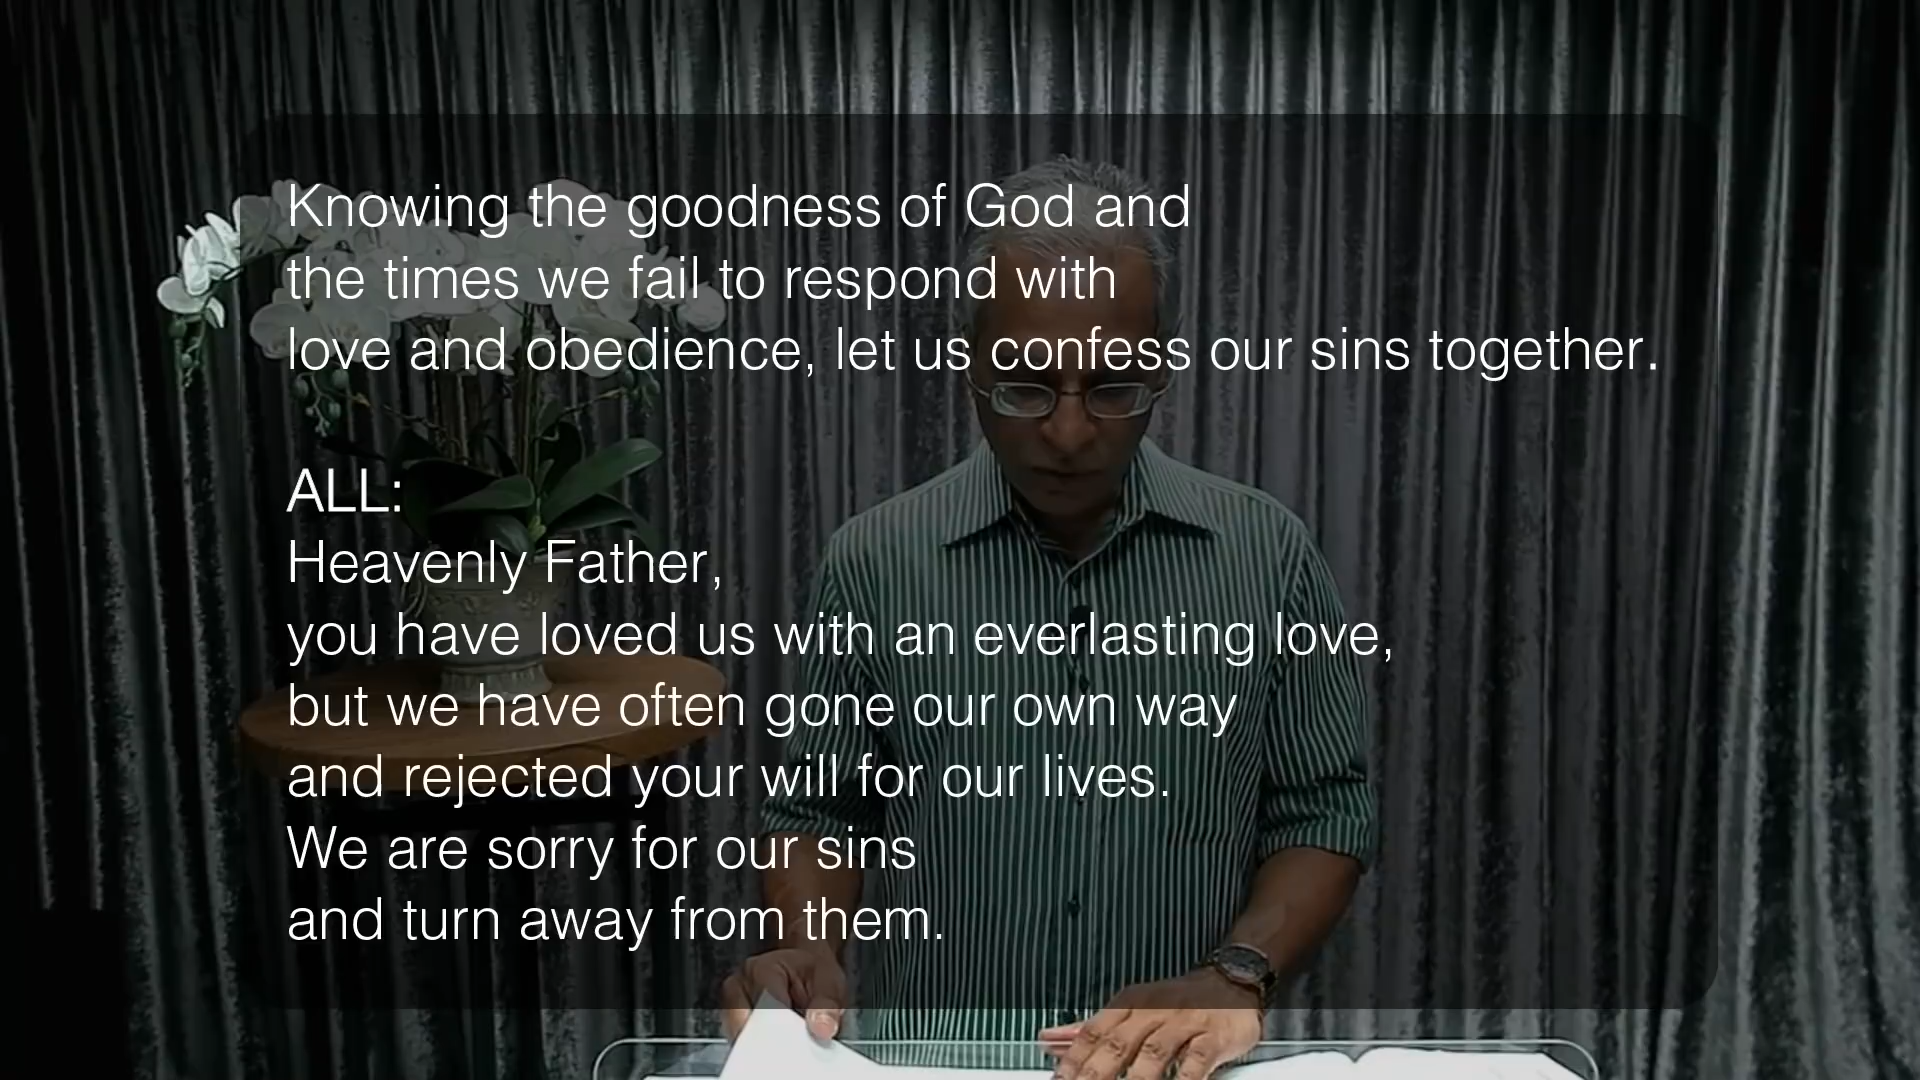 Knowing the goodness of God and
the times we fail to respond with
love and obedience, let us confess our sins together.
ALL:
Heavenly Father,
you have loved us with an everlasting love,
but we have often gone our own way
and rejected your will for our lives.
We are sorry for our sins
and turn away from them.